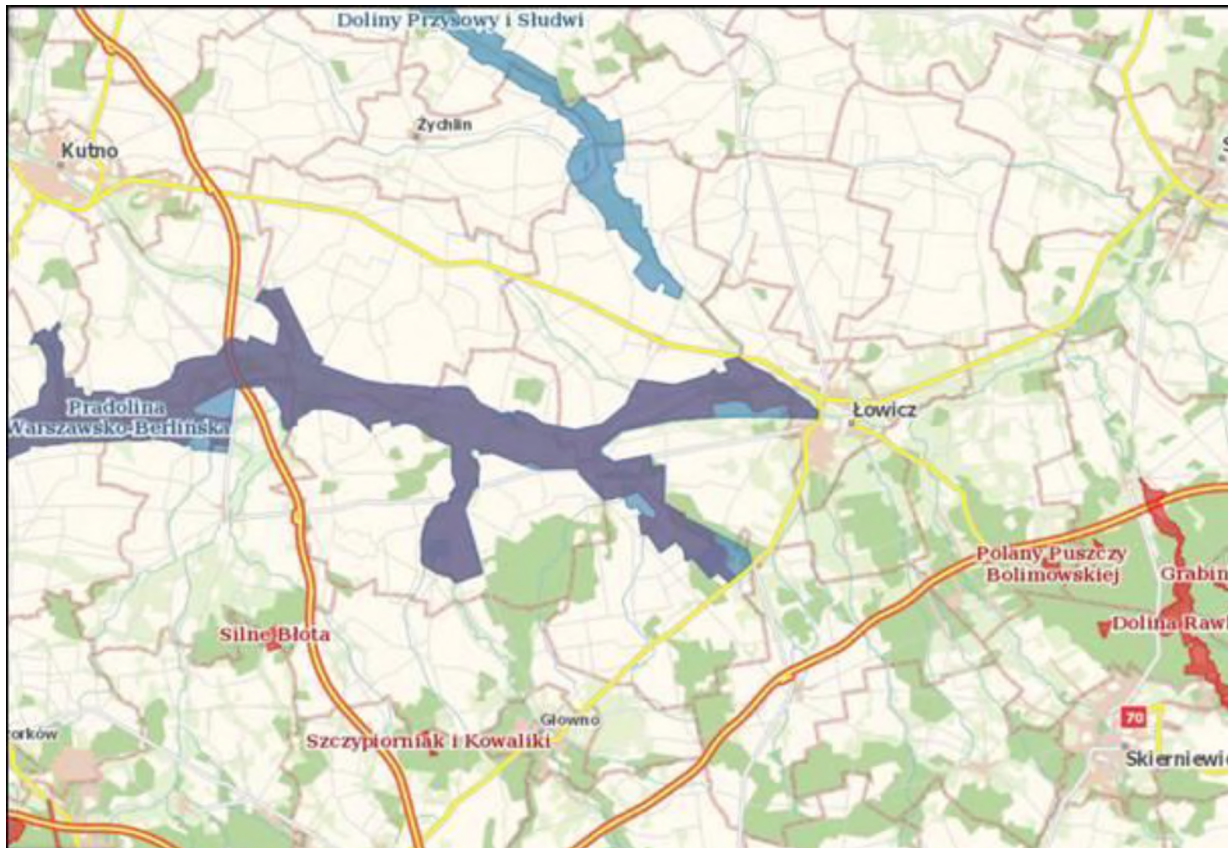 Doliny Przysowy i Słudwi
Żychlin
Kutno
Pradolina
Warszawsko-Berlińska
Łowicz
Polany Puszczy
Bolimowskiej
Grabin
Dolina Rawk
Silne Błota
Głowno
Szczypiorniak i Kowaliki
zorków
70
Skierniewic